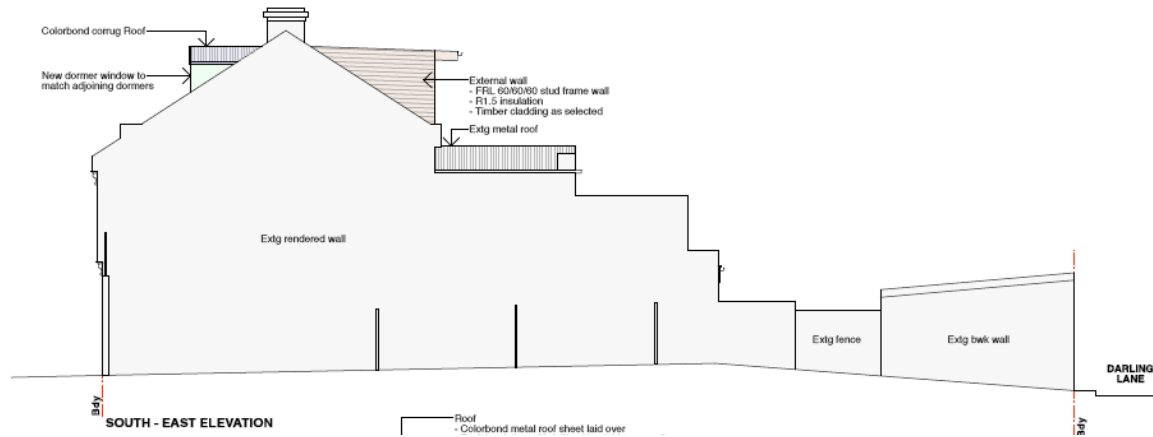 Colorbond corrug Roof
New dormer window to
match adjoining dormers
External wall
- FRL 60/60/60 stud frame wall
- R1.5 insulation
- Timber cladding as selected
Extg metal roof
Extg rendered wall
Extg fence
Extg bwk wall
DARLING
LANE
Bdy
SOUTH - EAST ELEVATION
Bdy
Roof
- Colorbond metal roof sheet laid over